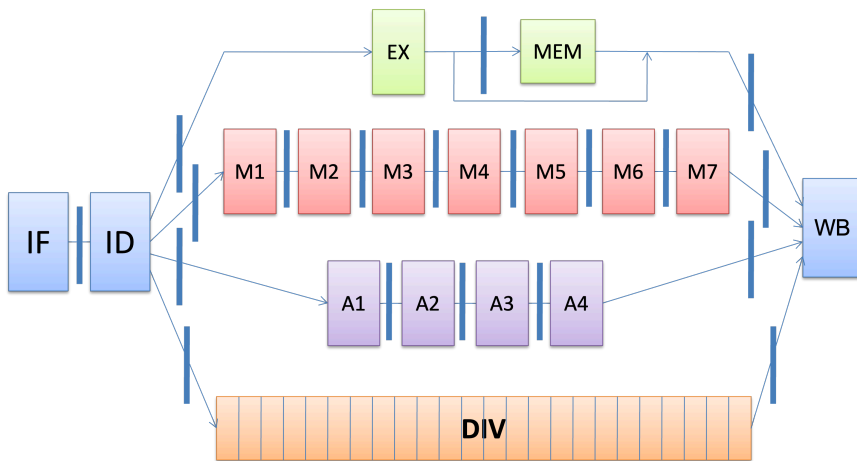 EX MEM
M1 M2 M3 M4 M5 M6 M7
IF ID WB
A1 A2 A3 A4
DIV